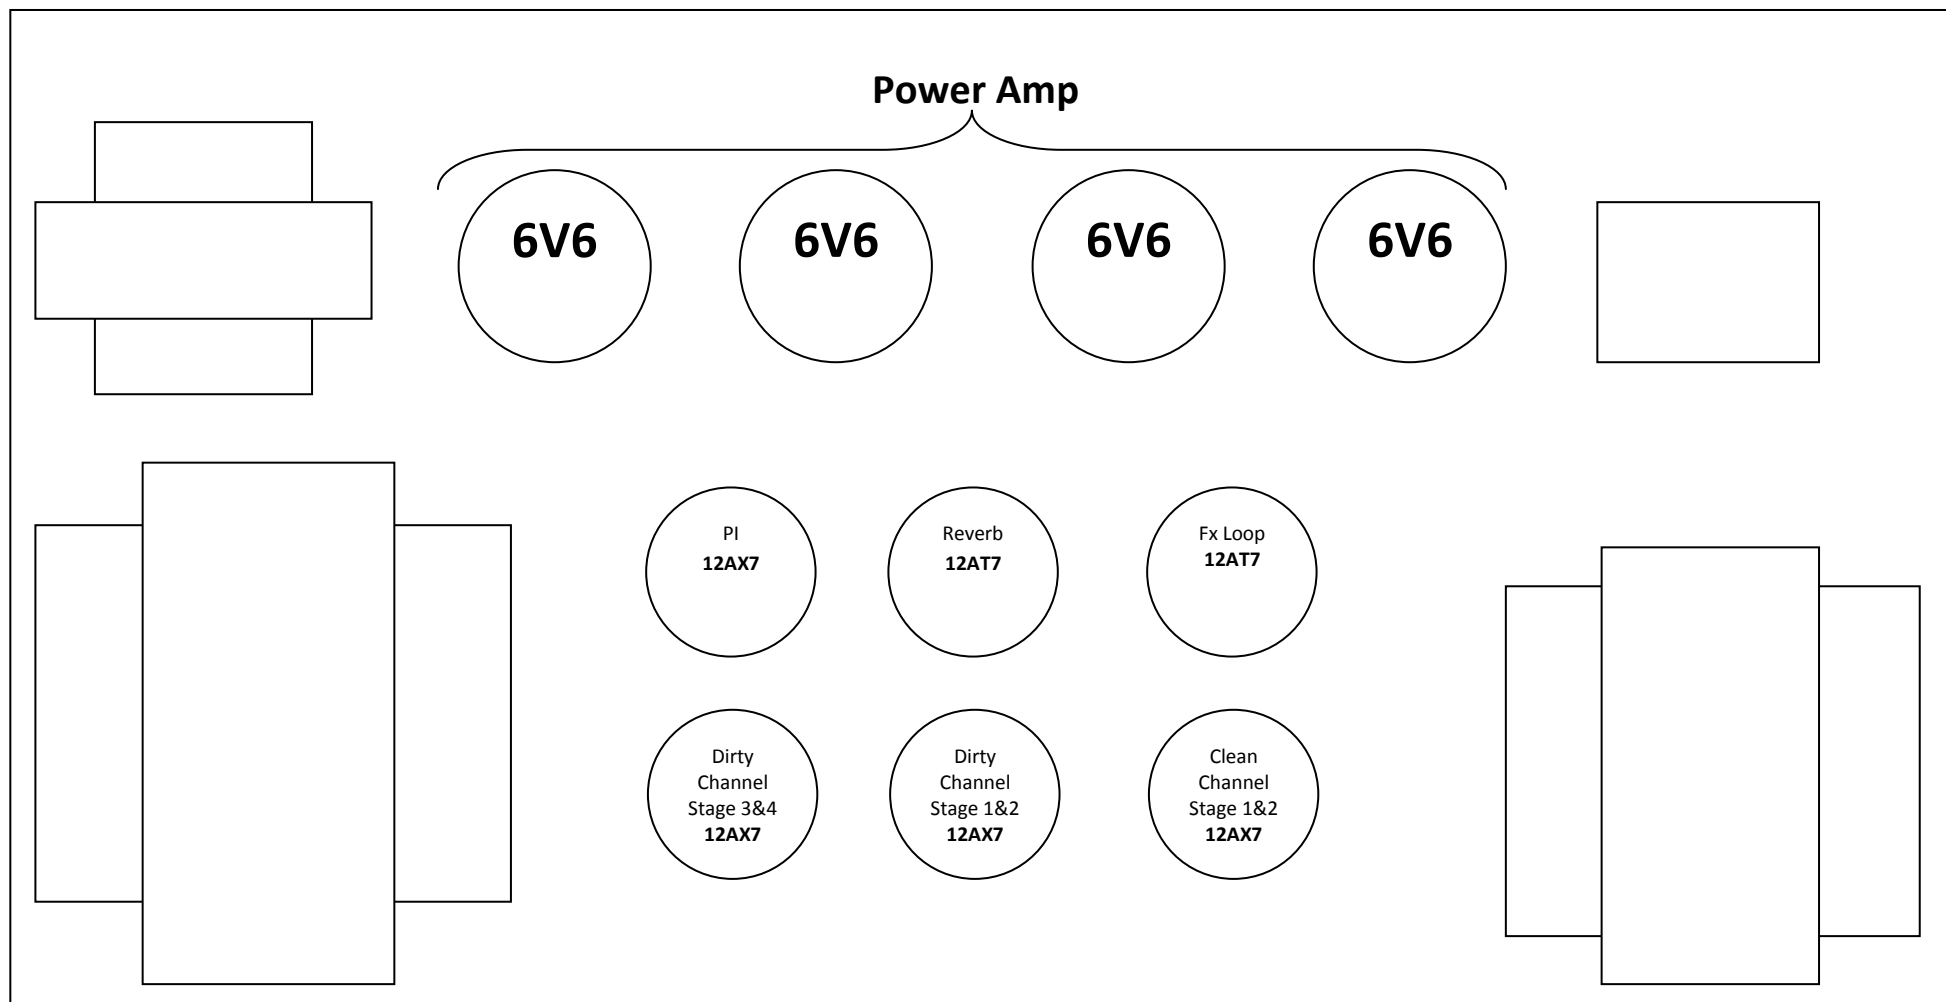 Power Amp
6V6
6V6
6V6
6V6
PI
12AX7
Reverb
12AT7
Fx Loop
12AT7
Dirty
Channel
Stage 3&4
12AX7
Dirty
Channel
Stage 1&2
12AX7
Clean
Channel
Stage 1&2
12AX7